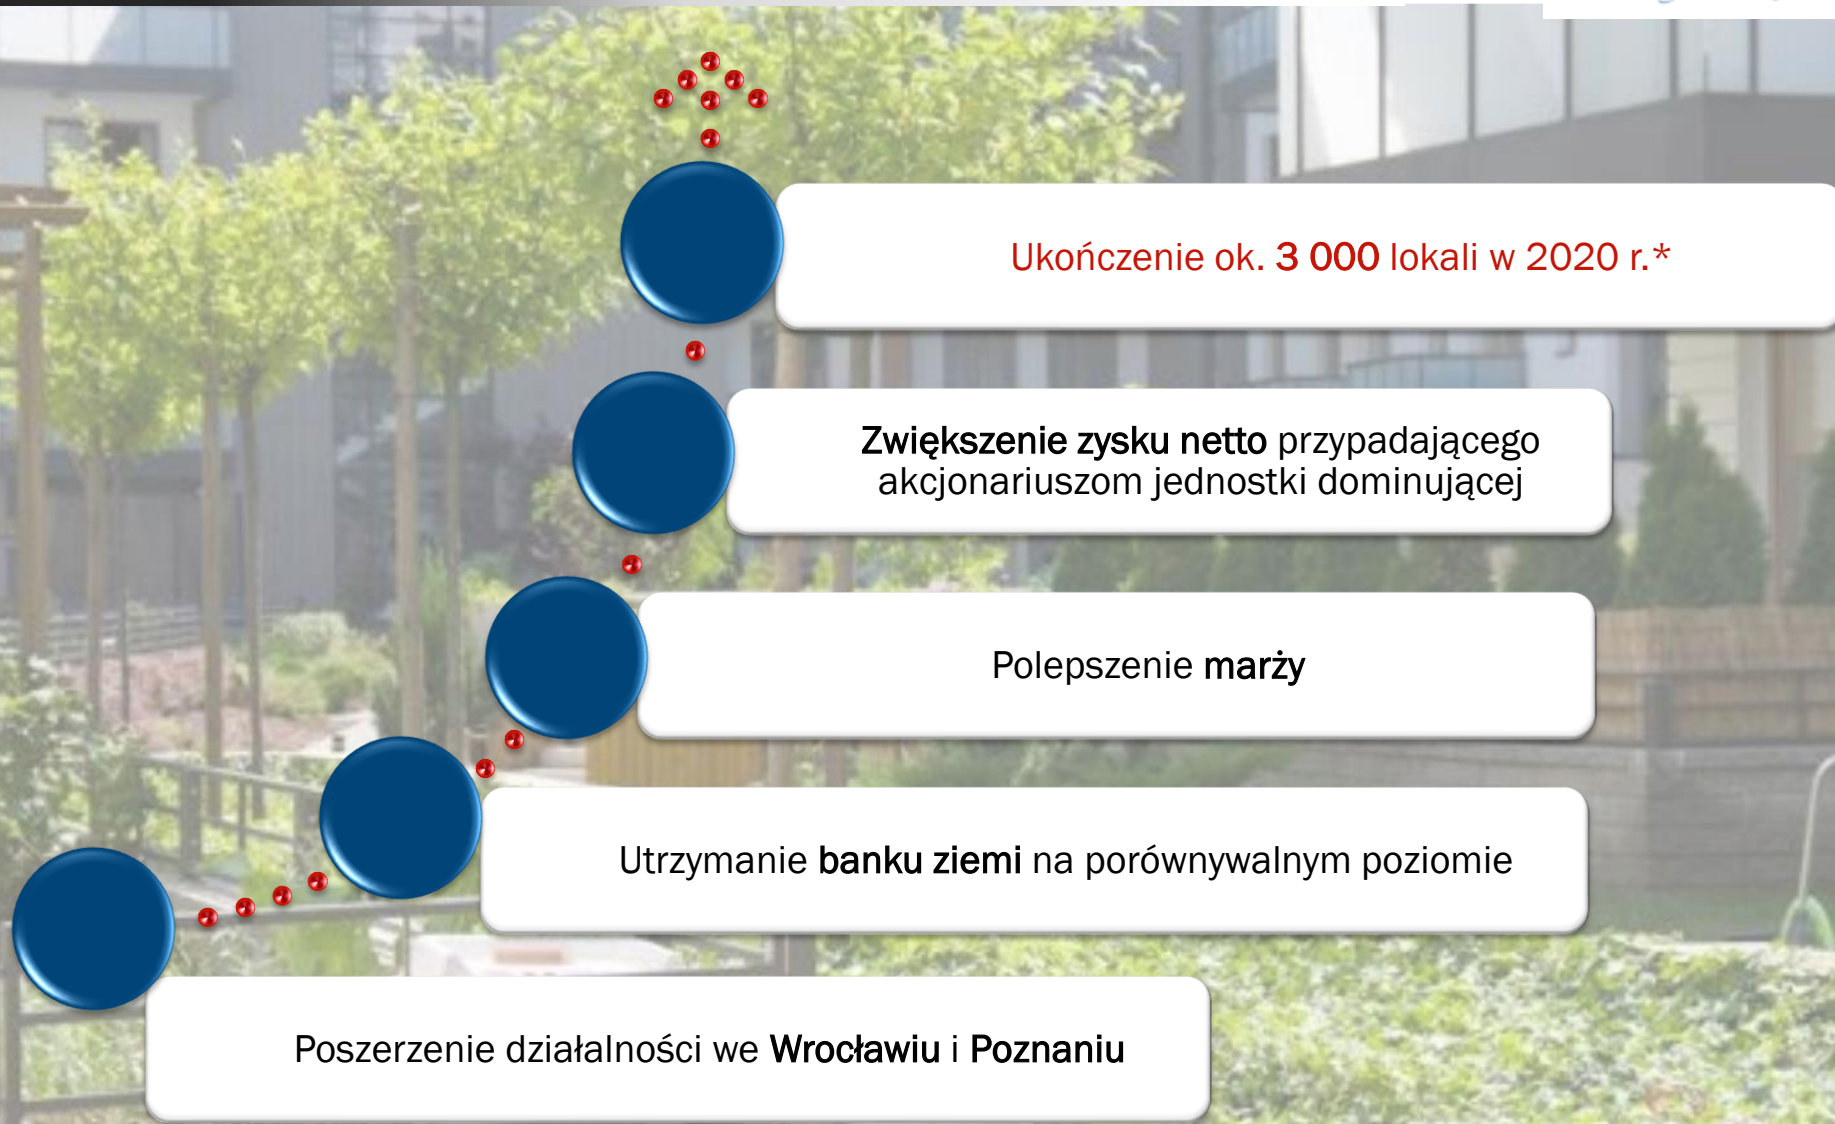 Ukończenie ok. 3 000 lokali w 2020 r.*
Zwiększenie zysku netto przypadającego
akcjonariuszom jednostki dominującej
Polepszenie marży
Utrzymanie banku ziemi na porównywalnym poziomie
Poszerzenie działalności we Wrocławiu i Poznaniu